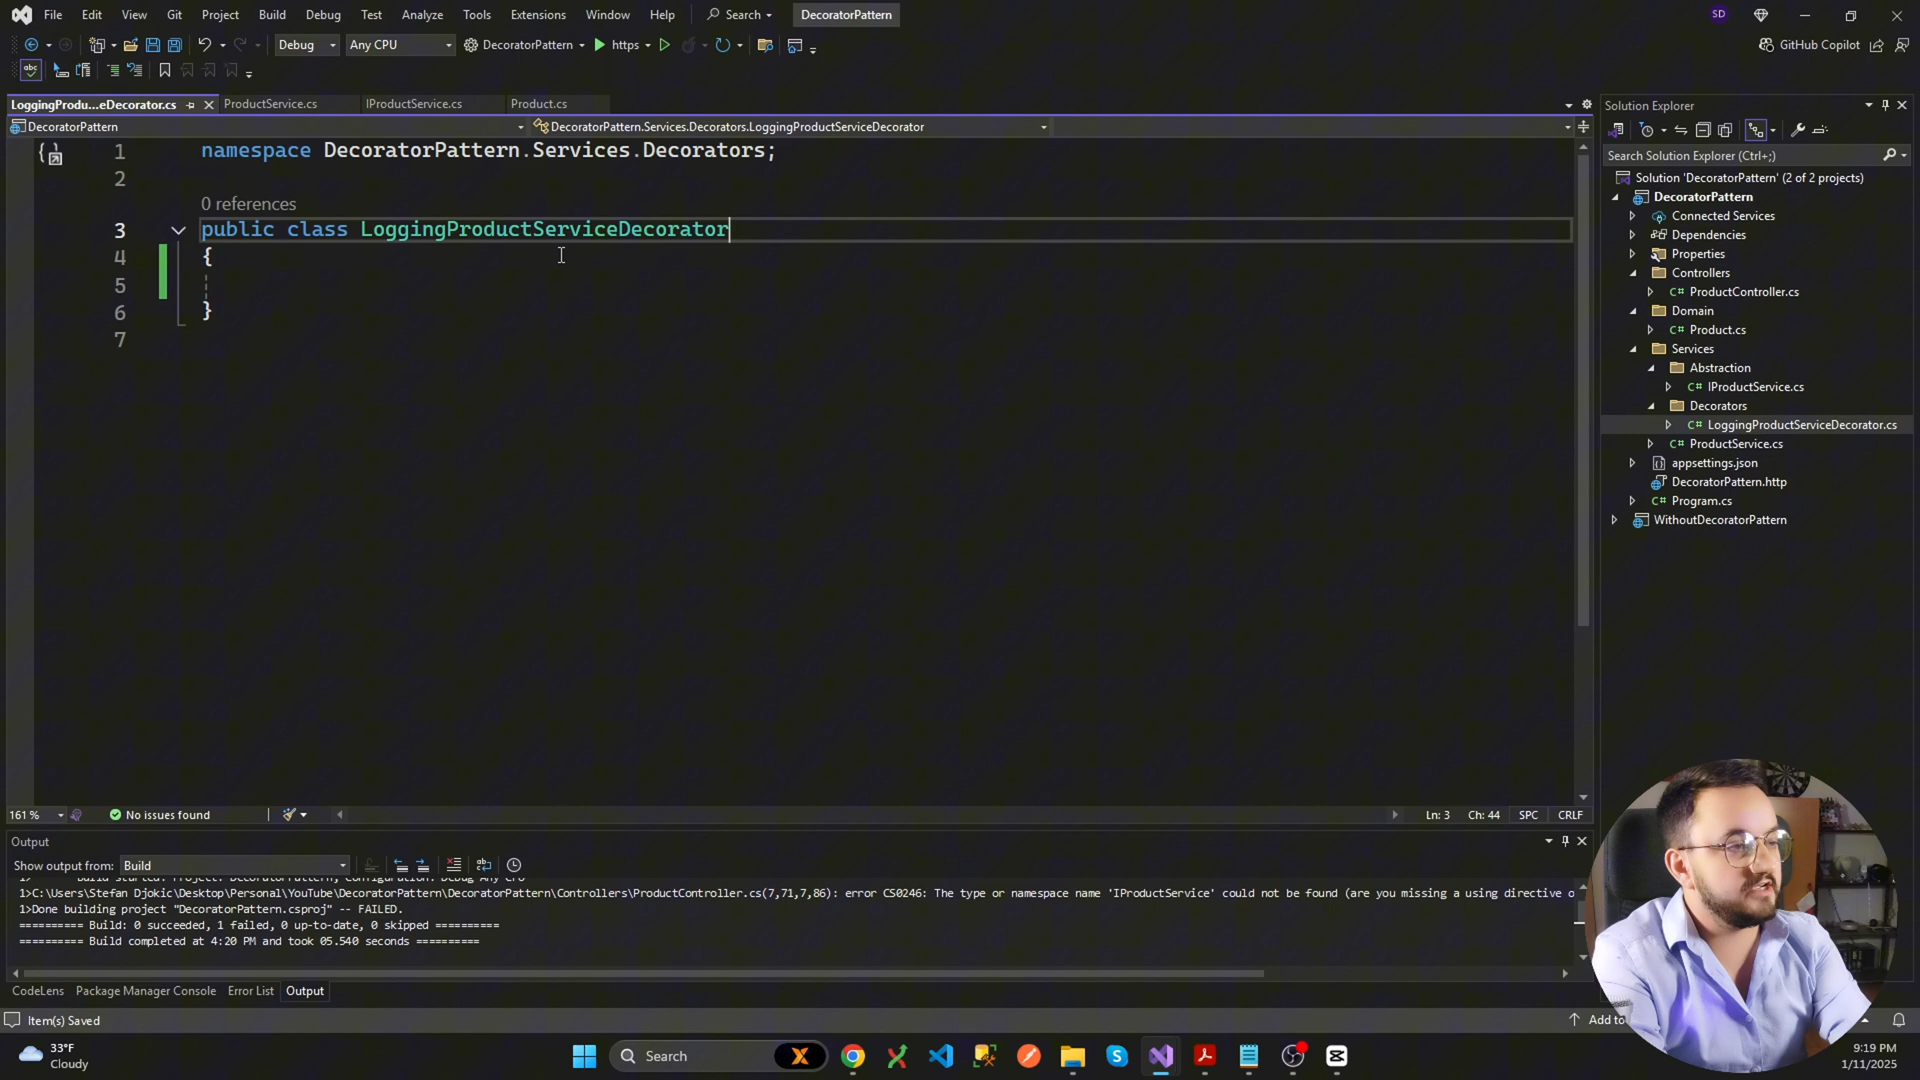 File Edit View Git Project Build Debug Test Analyze Tools Extensions Window Help Search DecoratorPattern SD
Debug Any CPU DecoratorPattern https GitHub Copilot
LoggingProdu...eDecorator.cs ProductService.cs IProductService.cs Product.cs
DecoratorPattern DecoratorPattern.Services.Decorators.LoggingProductServiceDecorator
1 namespace DecoratorPattern.Services.Decorators;
2
0 references
3 public class LoggingProductServiceDecorator
4 {
5
6 }
7
161 % No issues found Ln: 3 Ch: 44 SPC CRLF
Solution Explorer
Search Solution Explorer (Ctrl+;)
Solution 'DecoratorPattern' (2 of 2 projects)
DecoratorPattern
Connected Services
Dependencies
Properties
Controllers
C# ProductController.cs
Domain
C# Product.cs
Services
Abstraction
C# IProductService.cs
Decorators
C# LoggingProductServiceDecorator.cs
C# ProductService.cs
appsettings.json
DecoratorPattern.http
C# Program.cs
WithoutDecoratorPattern
Output
Show output from: Build
1>C:\Users\Stefan Djokic\Desktop\Personal\YouTube\DecoratorPattern\DecoratorPattern\Controllers\ProductController.cs(7,71,7,86): error CS0246: The type or namespace name 'IProductService' could not be found (are you missing a using directive o
1>Done building project "DecoratorPattern.csproj" -- FAILED.
========== Build: 0 succeeded, 1 failed, 0 up-to-date, 0 skipped ==========
========== Build completed at 4:20 PM and took 05.540 seconds ==========
CodeLens Package Manager Console Error List Output
Item(s) Saved Add to
33°F
Cloudy
Search
9:19 PM
1/11/2025